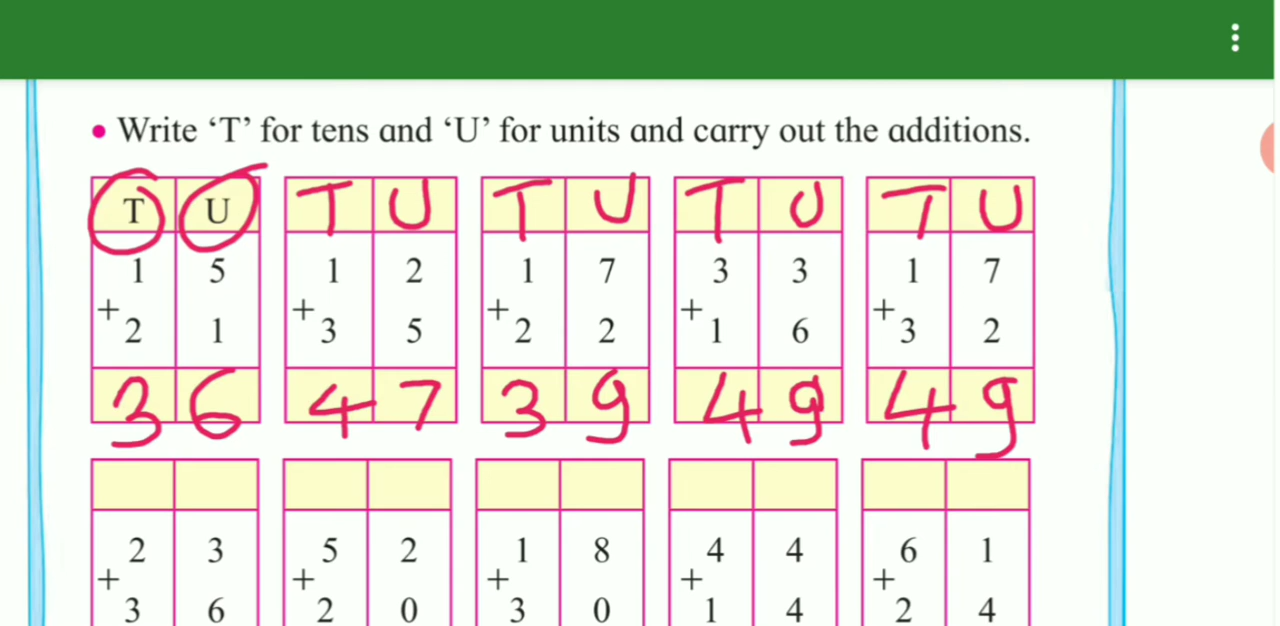 • Write ‘T’ for tens and ‘U’ for units and carry out the additions.
T U T U T U T U T U
1 5 1 2 1 7 3 3 1 7
+ + + + +
2 1 3 5 2 2 1 6 3 2
3 6 4 7 3 9 4 9 4 9
2 3 5 2 1 8 4 4 6 1
+ + + + +
3 6 2 0 3 0 1 4 2 4